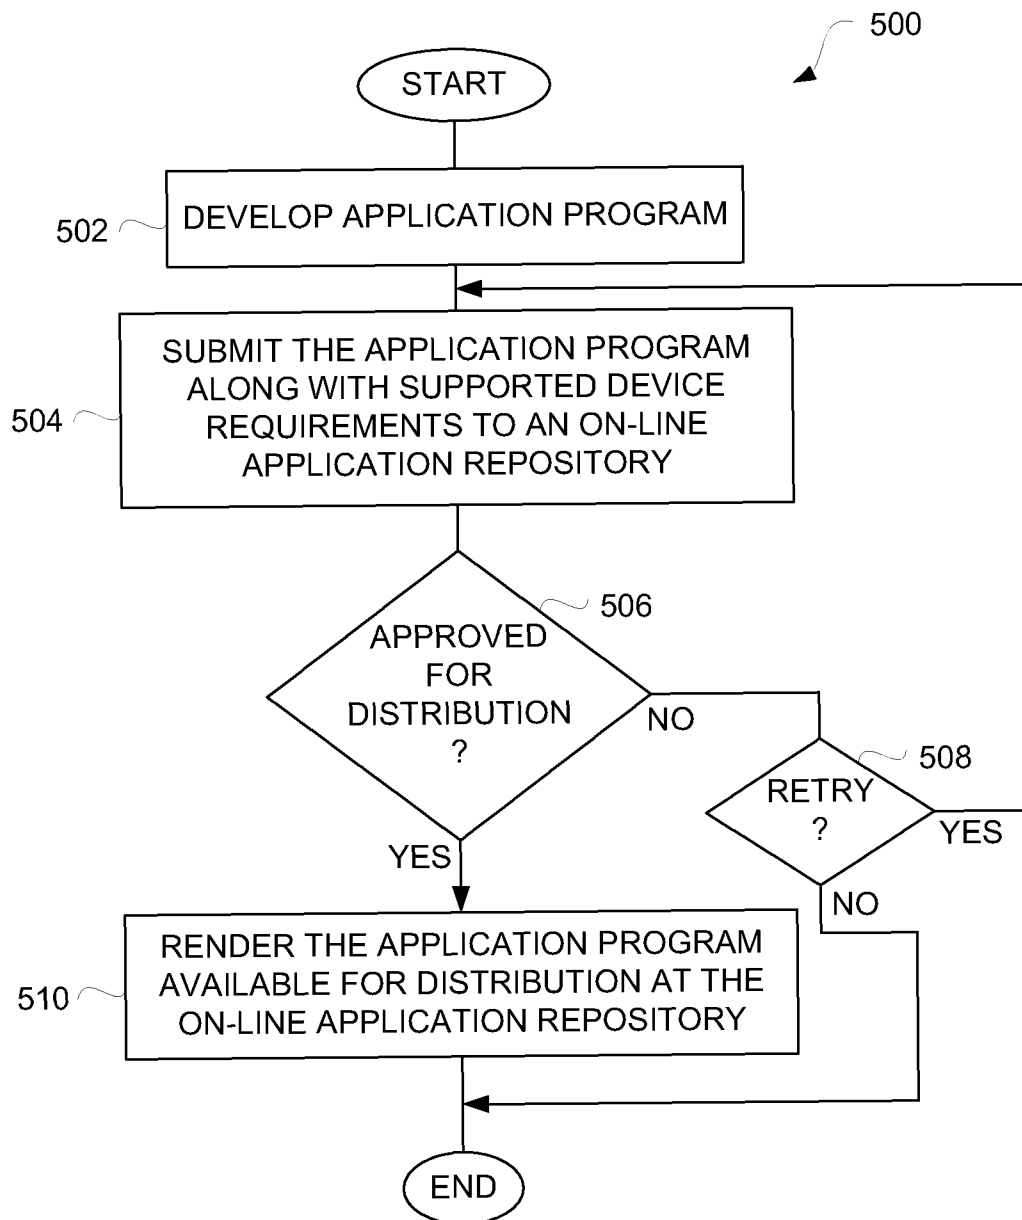 500
START
502
DEVELOP APPLICATION PROGRAM
504
SUBMIT THE APPLICATION PROGRAM
ALONG WITH SUPPORTED DEVICE
REQUIREMENTS TO AN ON-LINE
APPLICATION REPOSITORY
506
APPROVED
FOR
DISTRIBUTION
?
NO
508
RETRY
?
YES
YES
NO
510
RENDER THE APPLICATION PROGRAM
AVAILABLE FOR DISTRIBUTION AT THE
ON-LINE APPLICATION REPOSITORY
END